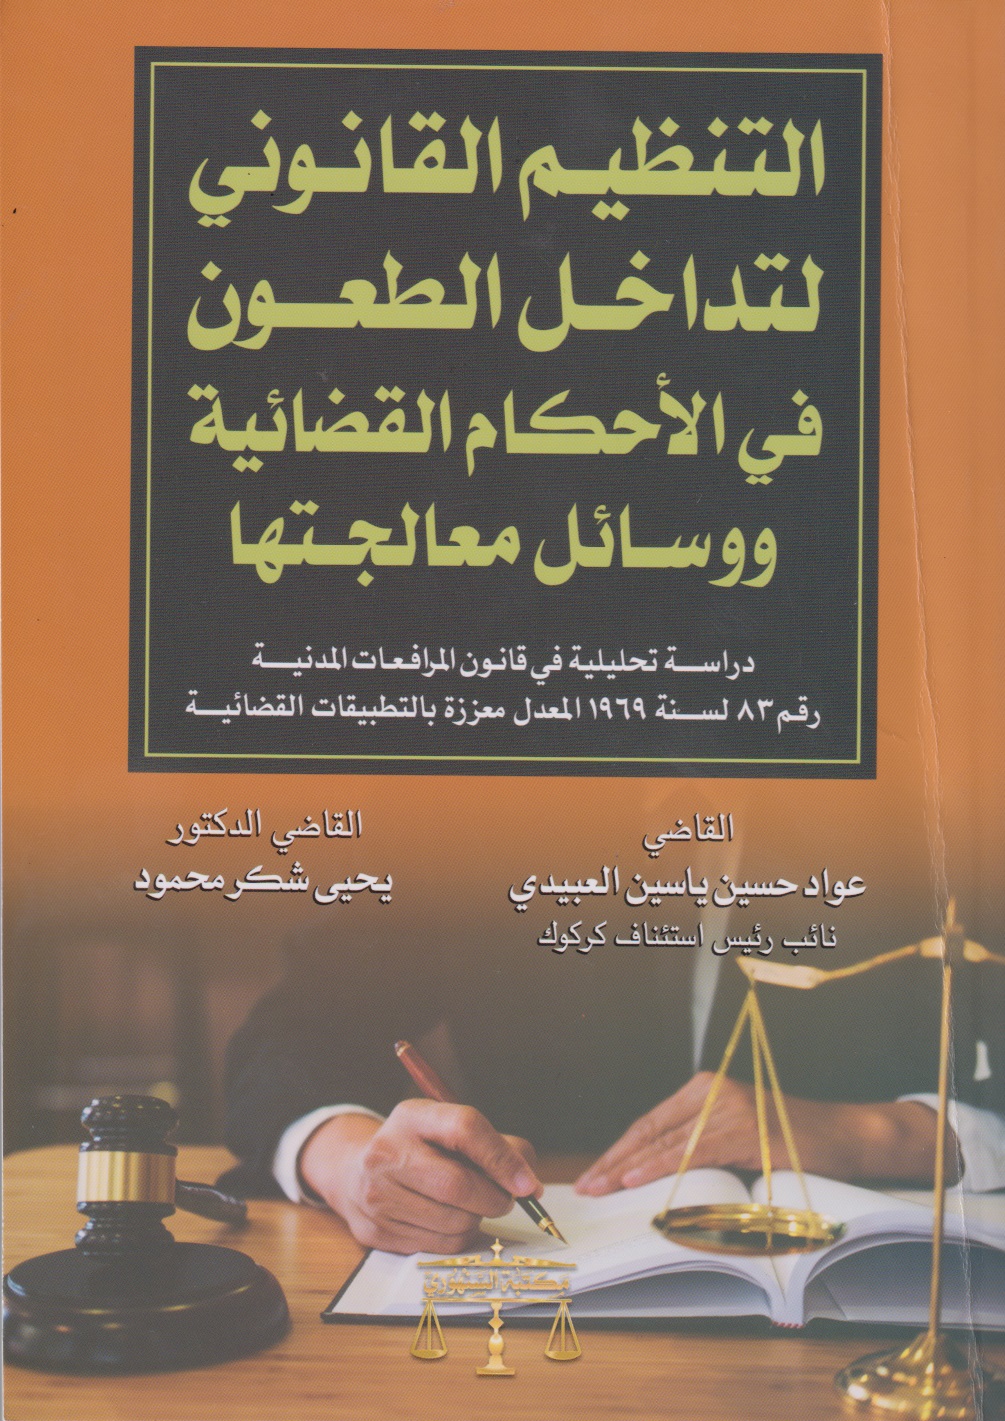 التنظيم القانوني
لتداخل الطعون
في الأحكام القضائية
ووسائل معالجتها
دراسة تحليلية في قانون المرافعات المدنية
رقم ٨٣ لسنة ١٩٦٩ المعدل معززة بالتطبيقات القضائية
القاضي
عواد حسين ياسين العبيدي
نائب رئيس استئناف كركوك
القاضي الدكتور
يحيى شكر محمود
مكتبة السنهوري